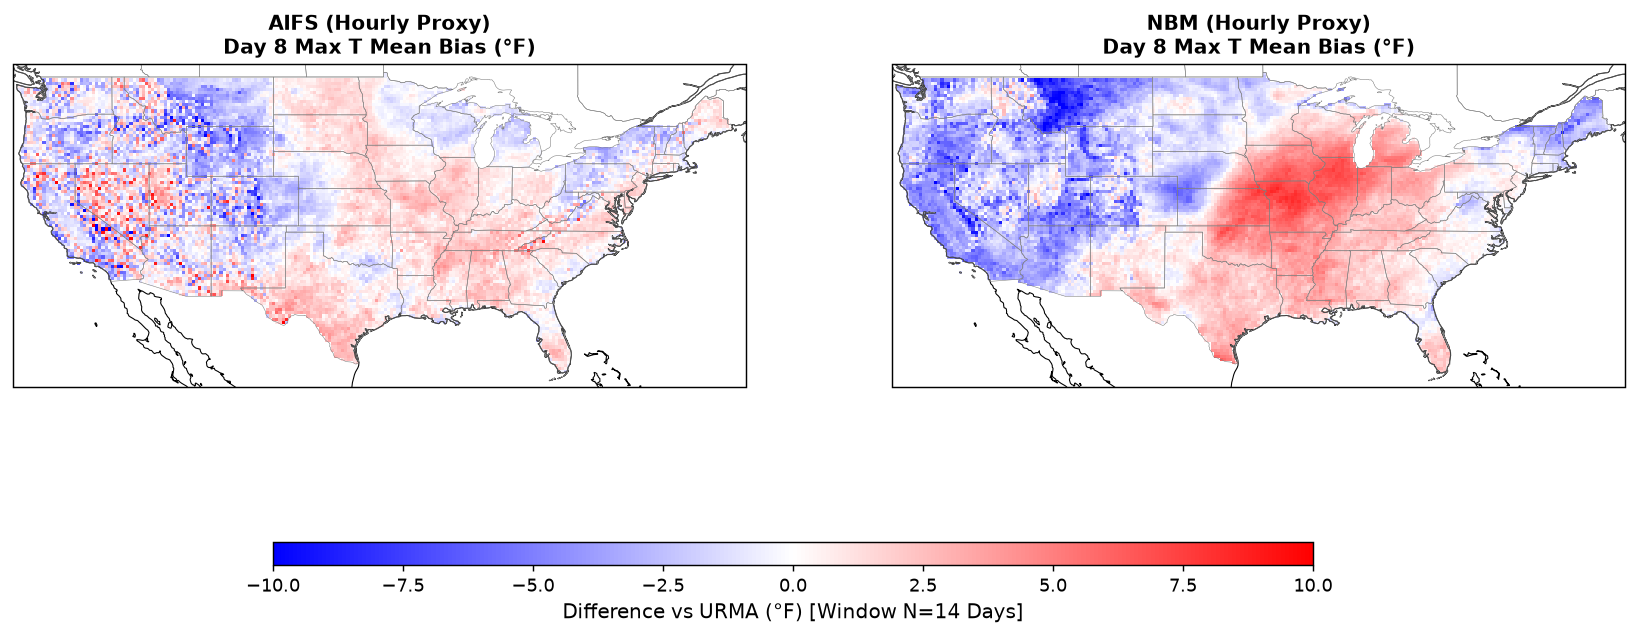 AIFS (Hourly Proxy)
Day 8 Max T Mean Bias (°F)
NBM (Hourly Proxy)
Day 8 Max T Mean Bias (°F)
−10.0 −7.5 −5.0 −2.5 0.0 2.5 5.0 7.5 10.0
Difference vs URMA (°F) [Window N=14 Days]